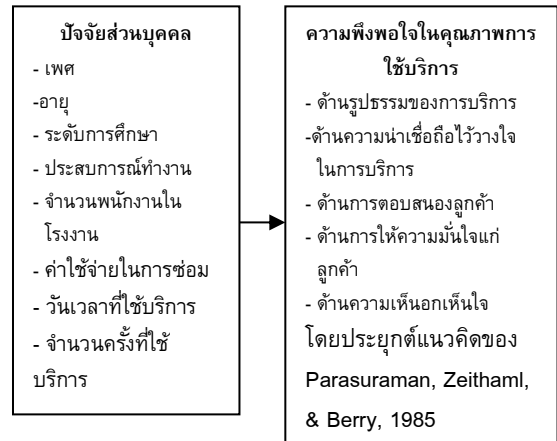 ปัจจัยส่วนบุคคล
- เพศ
-อายุ
- ระดับการศึกษา
- ประสบการณ์ทำงาน
- จำนวนพนักงานใน
โรงงาน
- ค่าใช้จ่ายในการซ่อม
- วันเวลาที่ใช้บริการ
- จำนวนครั้งที่ใช้
บริการ
ความพึงพอใจในคุณภาพการ
ใช้บริการ
- ด้านรูปธรรมของการบริการ
-ด้านความน่าเชื่อถือไว้วางใจ
ในการบริการ
- ด้านการตอบสนองลูกค้า
- ด้านการให้ความมั่นใจแก่
ลูกค้า
- ด้านความเห็นอกเห็นใจ
โดยประยุกต์แนวคิดของ
Parasuraman, Zeithaml,
& Berry, 1985